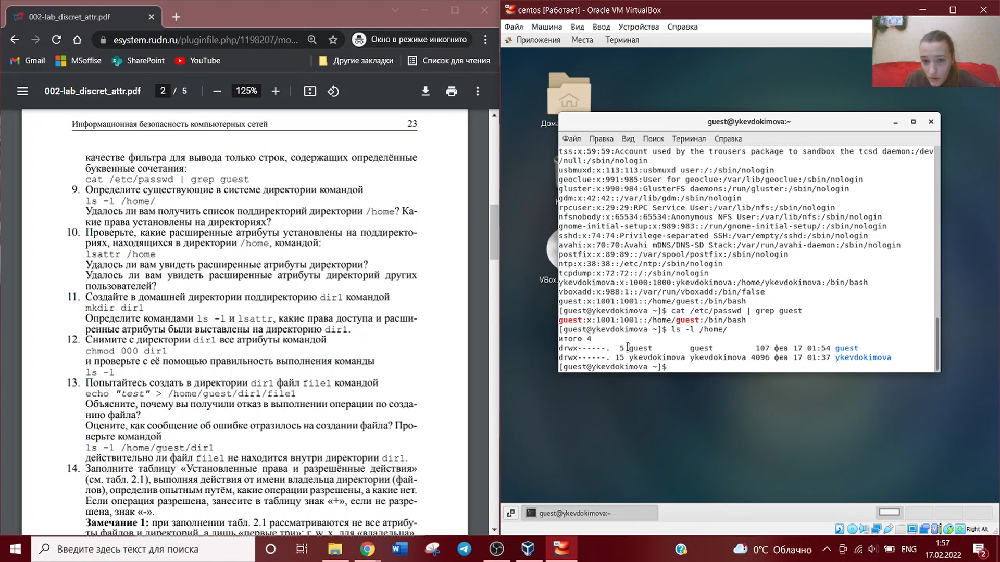 002-lab_discret_attr.pdf
esystem.rudn.ru/pluginfile.php/1198207/mo...
Окно в режиме инкогнито
Gmail
MSoffise
SharePoint
YouTube
Другие закладки
Список для чтения
002-lab_discret_attr.pdf
2 / 5
125%
Информационная безопасность компьютерных сетей 23
качестве фильтра для вывода только строк, содержащих определённые
буквенные сочетания:
cat /etc/passwd | grep guest
9. Определите существующие в системе директории командой
ls -l /home/
Удалось ли вам получить список поддиректорий директории /home? Ка-
кие права установлены на директориях?
10. Проверьте, какие расширенные атрибуты установлены на поддиректо-
риях, находящихся в директории /home, командой:
lsattr /home
Удалось ли вам увидеть расширенные атрибуты директории?
Удалось ли вам увидеть расширенные атрибуты директорий других
пользователей?
11. Создайте в домашней директории поддиректорию dir1 командой
mkdir dir1
Определите командами ls -l и lsattr, какие права доступа и расши-
ренные атрибуты были выставлены на директорию dir1.
12. Снимите с директории dir1 все атрибуты командой
chmod 000 dir1
и проверьте с её помощью правильность выполнения команды
ls -l
13. Попытайтесь создать в директории dir1 файл file1 командой
echo "test" > /home/guest/dir1/file1
Объясните, почему вы получили отказ в выполнении операции по созда-
нию файла?
Оцените, как сообщение об ошибке отразилось на создании файла? Про-
верьте командой
ls -l /home/guest/dir1
действительно ли файл file1 не находится внутри директории dir1.
14. Заполните таблицу «Установленные права и разрешённые действия»
(см. табл. 2.1), выполняя действия от имени владельца директории (фай-
лов), определив опытным путём, какие операции разрешены, а какие нет.
Если операция разрешена, занесите в таблицу знак «+», если не разре-
шена, знак «-».
Замечание 1: при заполнении табл. 2.1 рассматриваются не все атрибу-
ты файлов и директорий, а лишь «первые три»: r, w, x, для «владельца».
centos [Работает] - Oracle VM VirtualBox
Файл Машина Вид Ввод Устройства Справка
Приложения Места Терминал
Дома
VBox
guest@ykevdokimova:~
Файл Правка Вид Поиск Терминал Справка
tss:x:59:59:Account used by the trousers package to sandbox the tcsd daemon:/dev
/null:/sbin/nologin
usbmuxd:x:113:113:usbmuxd user:/:/sbin/nologin
geoclue:x:991:985:User for geoclue:/var/lib/geoclue:/sbin/nologin
gluster:x:990:984:GlusterFS daemons:/run/gluster:/sbin/nologin
gdm:x:42:42::/var/lib/gdm:/sbin/nologin
rpcuser:x:29:29:RPC Service User:/var/lib/nfs:/sbin/nologin
nfsnobody:x:65534:65534:Anonymous NFS User:/var/lib/nfs:/sbin/nologin
gnome-initial-setup:x:989:983::/run/gnome-initial-setup/:/sbin/nologin
sshd:x:74:74:Privilege-separated SSH:/var/empty/sshd:/sbin/nologin
avahi:x:70:70:Avahi mDNS/DNS-SD Stack:/var/run/avahi-daemon:/sbin/nologin
postfix:x:89:89::/var/spool/postfix:/sbin/nologin
ntp:x:38:38::/etc/ntp:/sbin/nologin
tcpdump:x:72:72::/:/sbin/nologin
ykevdokimova:x:1000:1000:ykevdokimova:/home/ykevdokimova:/bin/bash
vboxadd:x:988:1::/var/run/vboxadd:/bin/false
guest:x:1001:1001::/home/guest:/bin/bash
[guest@ykevdokimova ~]$ cat /etc/passwd | grep guest
guest:x:1001:1001::/home/guest:/bin/bash
[guest@ykevdokimova ~]$ ls -l /home/
итого 4
drwx------. 5 guest guest 107 фев 17 01:54 guest
drwx------. 15 ykevdokimova ykevdokimova 4096 фев 17 01:37 ykevdokimova
[guest@ykevdokimova ~]$
guest@ykevdokimova:~
Right Alt
Введите здесь текст для поиска
0°C Облачно
ENG
1:57
17.02.2022
2